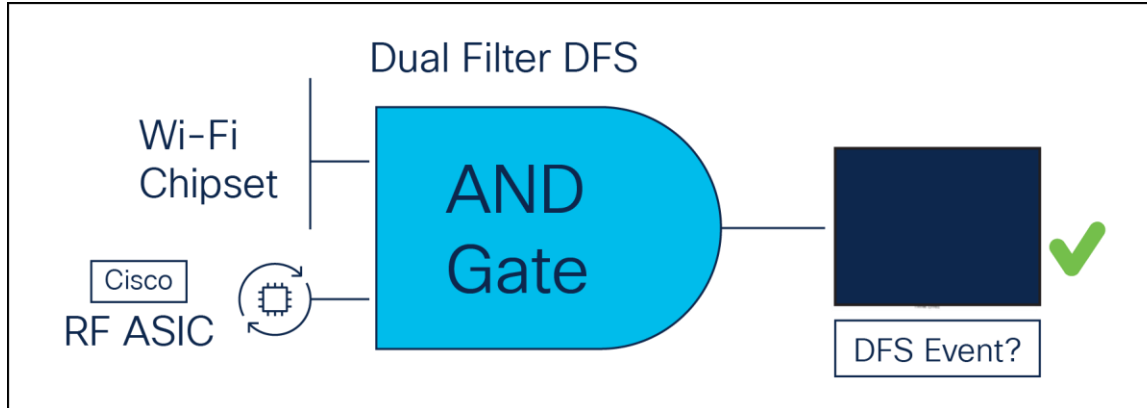 Dual Filter DFS
Wi-Fi
Chipset
AND
Gate
Cisco
RF ASIC
DFS Event?